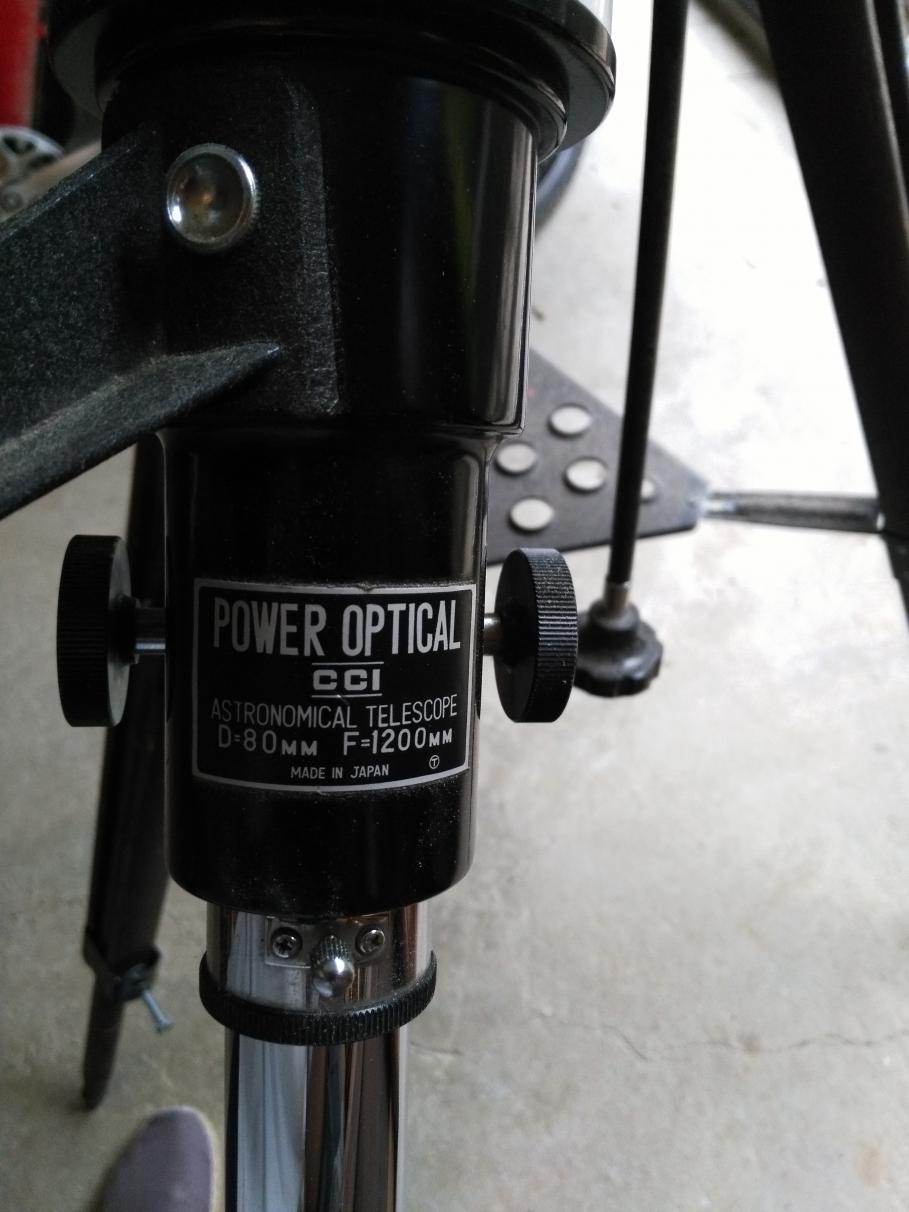 POWER OPTICAL
CCI
ASTRONOMICAL TELESCOPE
D=80MM F=1200MM
MADE IN JAPAN T